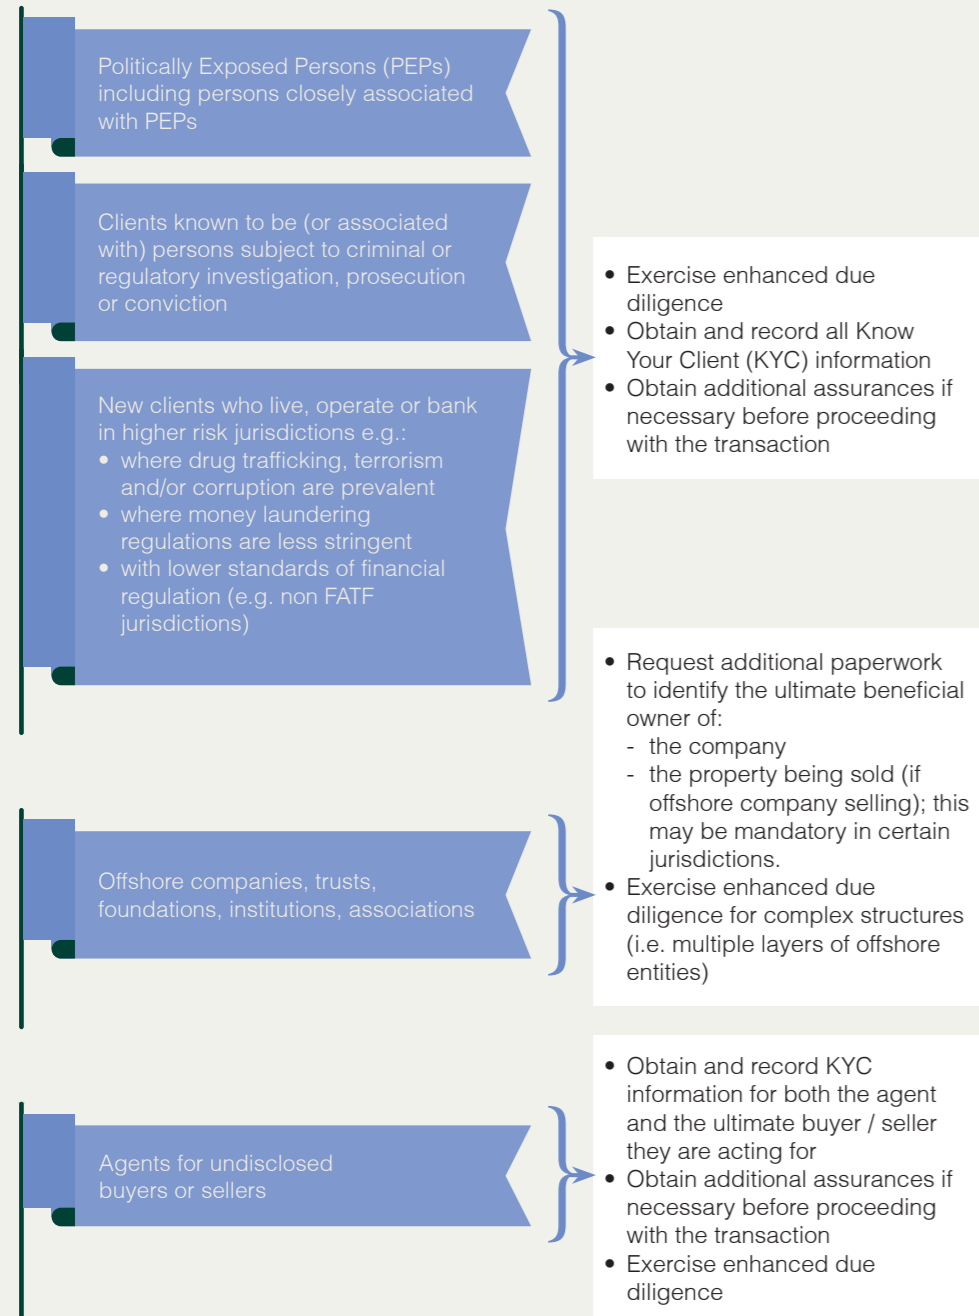 Politically Exposed Persons (PEPs)
including persons closely associated
with PEPs
Clients known to be (or associated
with) persons subject to criminal or
regulatory investigation, prosecution
or conviction
New clients who live, operate or bank
in higher risk jurisdictions e.g.:
• where drug trafficking, terrorism
and/or corruption are prevalent
• where money laundering
regulations are less stringent
• with lower standards of financial
regulation (e.g. non FATF
jurisdictions)
• Exercise enhanced due
diligence
• Obtain and record all Know
Your Client (KYC) information
• Obtain additional assurances if
necessary before proceeding
with the transaction
Offshore companies, trusts,
foundations, institutions, associations
• Request additional paperwork
to identify the ultimate beneficial
owner of:
- the company
- the property being sold (if
offshore company selling); this
may be mandatory in certain
jurisdictions.
• Exercise enhanced due
diligence for complex structures
(i.e. multiple layers of offshore
entities)
Agents for undisclosed
buyers or sellers
• Obtain and record KYC
information for both the agent
and the ultimate buyer / seller
they are acting for
• Obtain additional assurances if
necessary before proceeding
with the transaction
• Exercise enhanced due
diligence